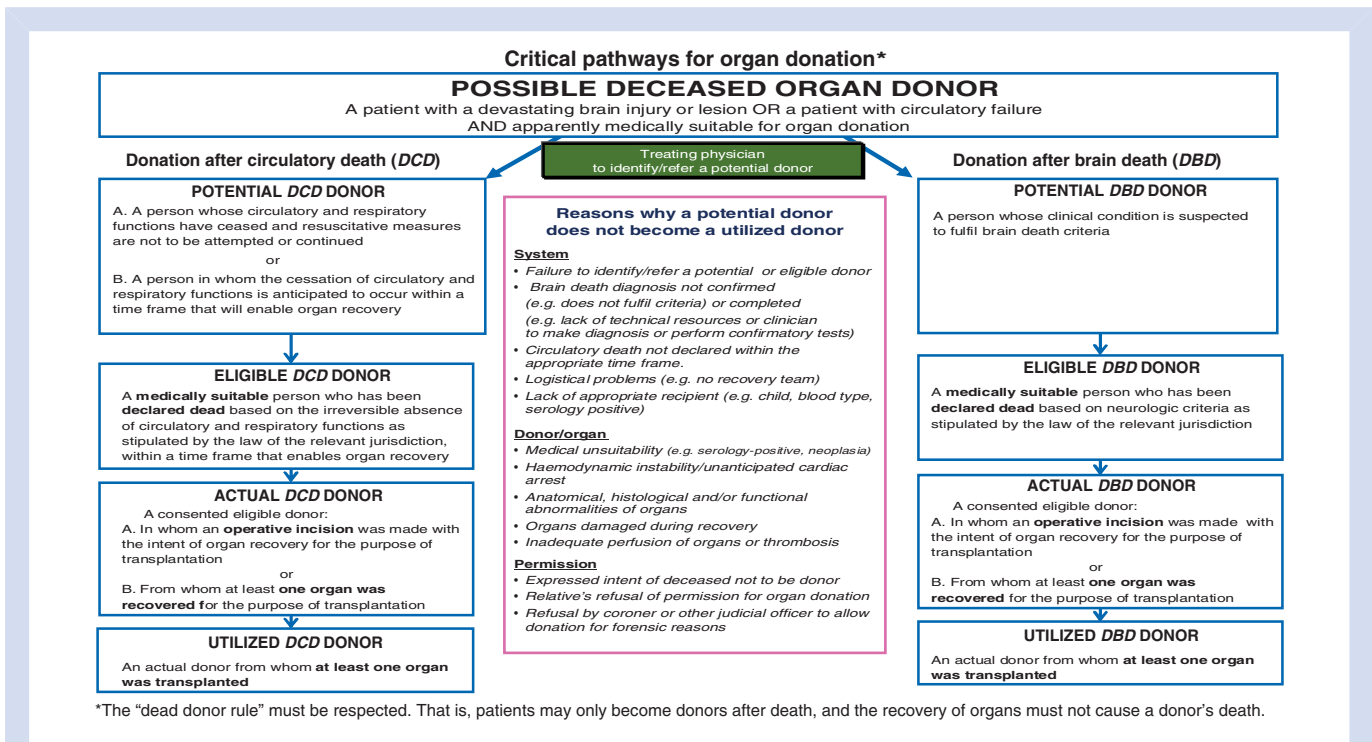 Critical pathways for organ donation*
POSSIBLE DECEASED ORGAN DONOR
A patient with a devastating brain injury or lesion OR a patient with circulatory failure
AND apparently medically suitable for organ donation
Treating physician
to identify/refer a potential donor
Donation after circulatory death (DCD)
POTENTIAL DCD DONOR
A. A person whose circulatory and respiratory
functions have ceased and resuscitative measures
are not to be attempted or continued
or
B. A person in whom the cessation of circulatory and
respiratory functions is anticipated to occur within a
time frame that will enable organ recovery
ELIGIBLE DCD DONOR
A medically suitable person who has been
declared dead based on the irreversible absence
of circulatory and respiratory functions as
stipulated by the law of the relevant jurisdiction,
within a time frame that enables organ recovery
ACTUAL DCD DONOR
A consented eligible donor:
A. In whom an operative incision was made with
the intent of organ recovery for the purpose of
transplantation
or
B. From whom at least one organ was
recovered for the purpose of transplantation
UTILIZED DCD DONOR
An actual donor from whom at least one organ
was transplanted
Reasons why a potential donor
does not become a utilized donor
System
• Failure to identify/refer a potential or eligible donor
• Brain death diagnosis not confirmed
(e.g. does not fulfil criteria) or completed
(e.g. lack of technical resources or clinician
to make diagnosis or perform confirmatory tests)
• Circulatory death not declared within the
appropriate time frame.
• Logistical problems (e.g. no recovery team)
• Lack of appropriate recipient (e.g. child, blood type,
serology positive)
Donor/organ
• Medical unsuitability (e.g. serology-positive, neoplasia)
• Haemodynamic instability/unanticipated cardiac
arrest
• Anatomical, histological and/or functional
abnormalities of organs
• Organs damaged during recovery
• Inadequate perfusion of organs or thrombosis
Permission
• Expressed intent of deceased not to be donor
• Relative's refusal of permission for organ donation
• Refusal by coroner or other judicial officer to allow
donation for forensic reasons
Donation after brain death (DBD)
POTENTIAL DBD DONOR
A person whose clinical condition is suspected
to fulfil brain death criteria
ELIGIBLE DBD DONOR
A medically suitable person who has been
declared dead based on neurologic criteria as
stipulated by the law of the relevant jurisdiction
ACTUAL DBD DONOR
A consented eligible donor:
A. In whom an operative incision was made with
the intent of organ recovery for the purpose of
transplantation
or
B. From whom at least one organ was
recovered for the purpose of transplantation
UTILIZED DBD DONOR
An actual donor from whom at least one organ
was transplanted
*The “dead donor rule” must be respected. That is, patients may only become donors after death, and the recovery of organs must not cause a donor's death.